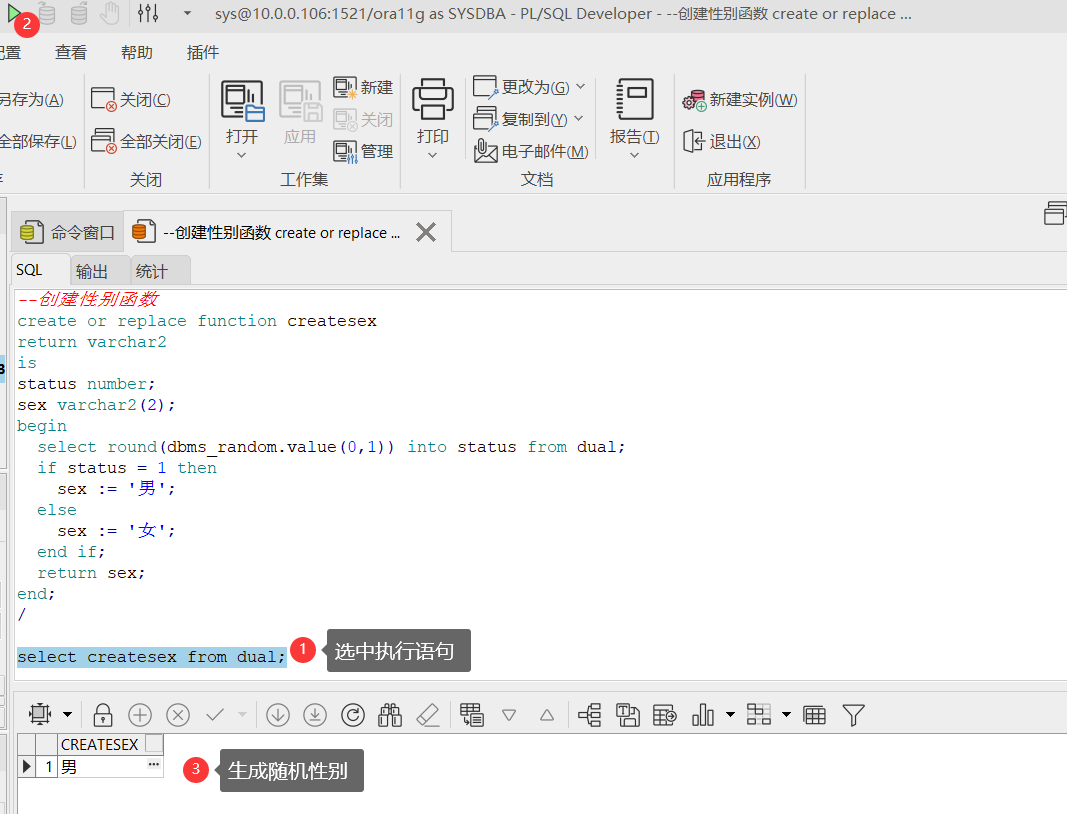 2
sys@10.0.0.106:1521/ora11g as SYSDBA - PL/SQL Developer - --创建性别函数 create or replace ...
配置 查看 帮助 插件
另存为(A) 关闭(C) 打开 应用 新建 打印 更改为(G) 报告(T) 新建实例(W)
关闭 复制到(Y)
全部保存(L) 全部关闭(E) 管理 电子邮件(M) 退出(X)
关闭 工作集 文档 应用程序
命令窗口 --创建性别函数 create or replace ...
SQL 输出 统计
--创建性别函数
create or replace function createsex
return varchar2
is
status number;
sex varchar2(2);
begin
select round(dbms_random.value(0,1)) into status from dual;
if status = 1 then
sex := '男';
else
sex := '女';
end if;
return sex;
end;
/
select createsex from dual; 1 选中执行语句
CREATESEX
1 男 ... 3 生成随机性别